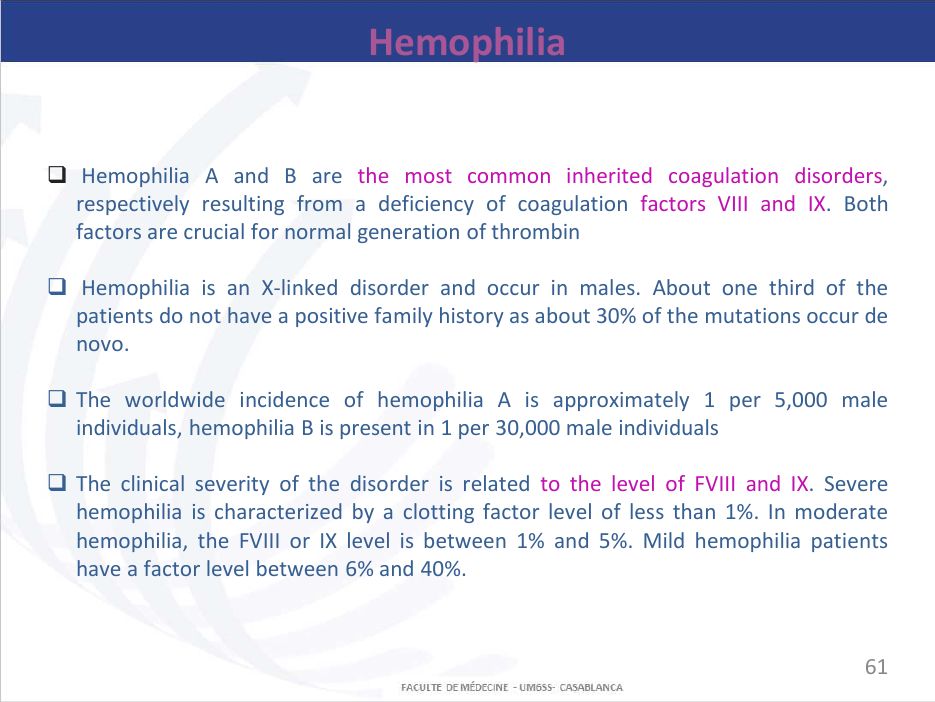 Hemophilia
❑ Hemophilia A and B are the most common inherited coagulation disorders,
respectively resulting from a deficiency of coagulation factors VIII and IX. Both
factors are crucial for normal generation of thrombin
❑ Hemophilia is an X-linked disorder and occur in males. About one third of the
patients do not have a positive family history as about 30% of the mutations occur de
novo.
❑ The worldwide incidence of hemophilia A is approximately 1 per 5,000 male
individuals, hemophilia B is present in 1 per 30,000 male individuals
❑ The clinical severity of the disorder is related to the level of FVIII and IX. Severe
hemophilia is characterized by a clotting factor level of less than 1%. In moderate
hemophilia, the FVIII or IX level is between 1% and 5%. Mild hemophilia patients
have a factor level between 6% and 40%.
61
FACULTE DE MÉDECINE - UM6SS- CASABLANCA